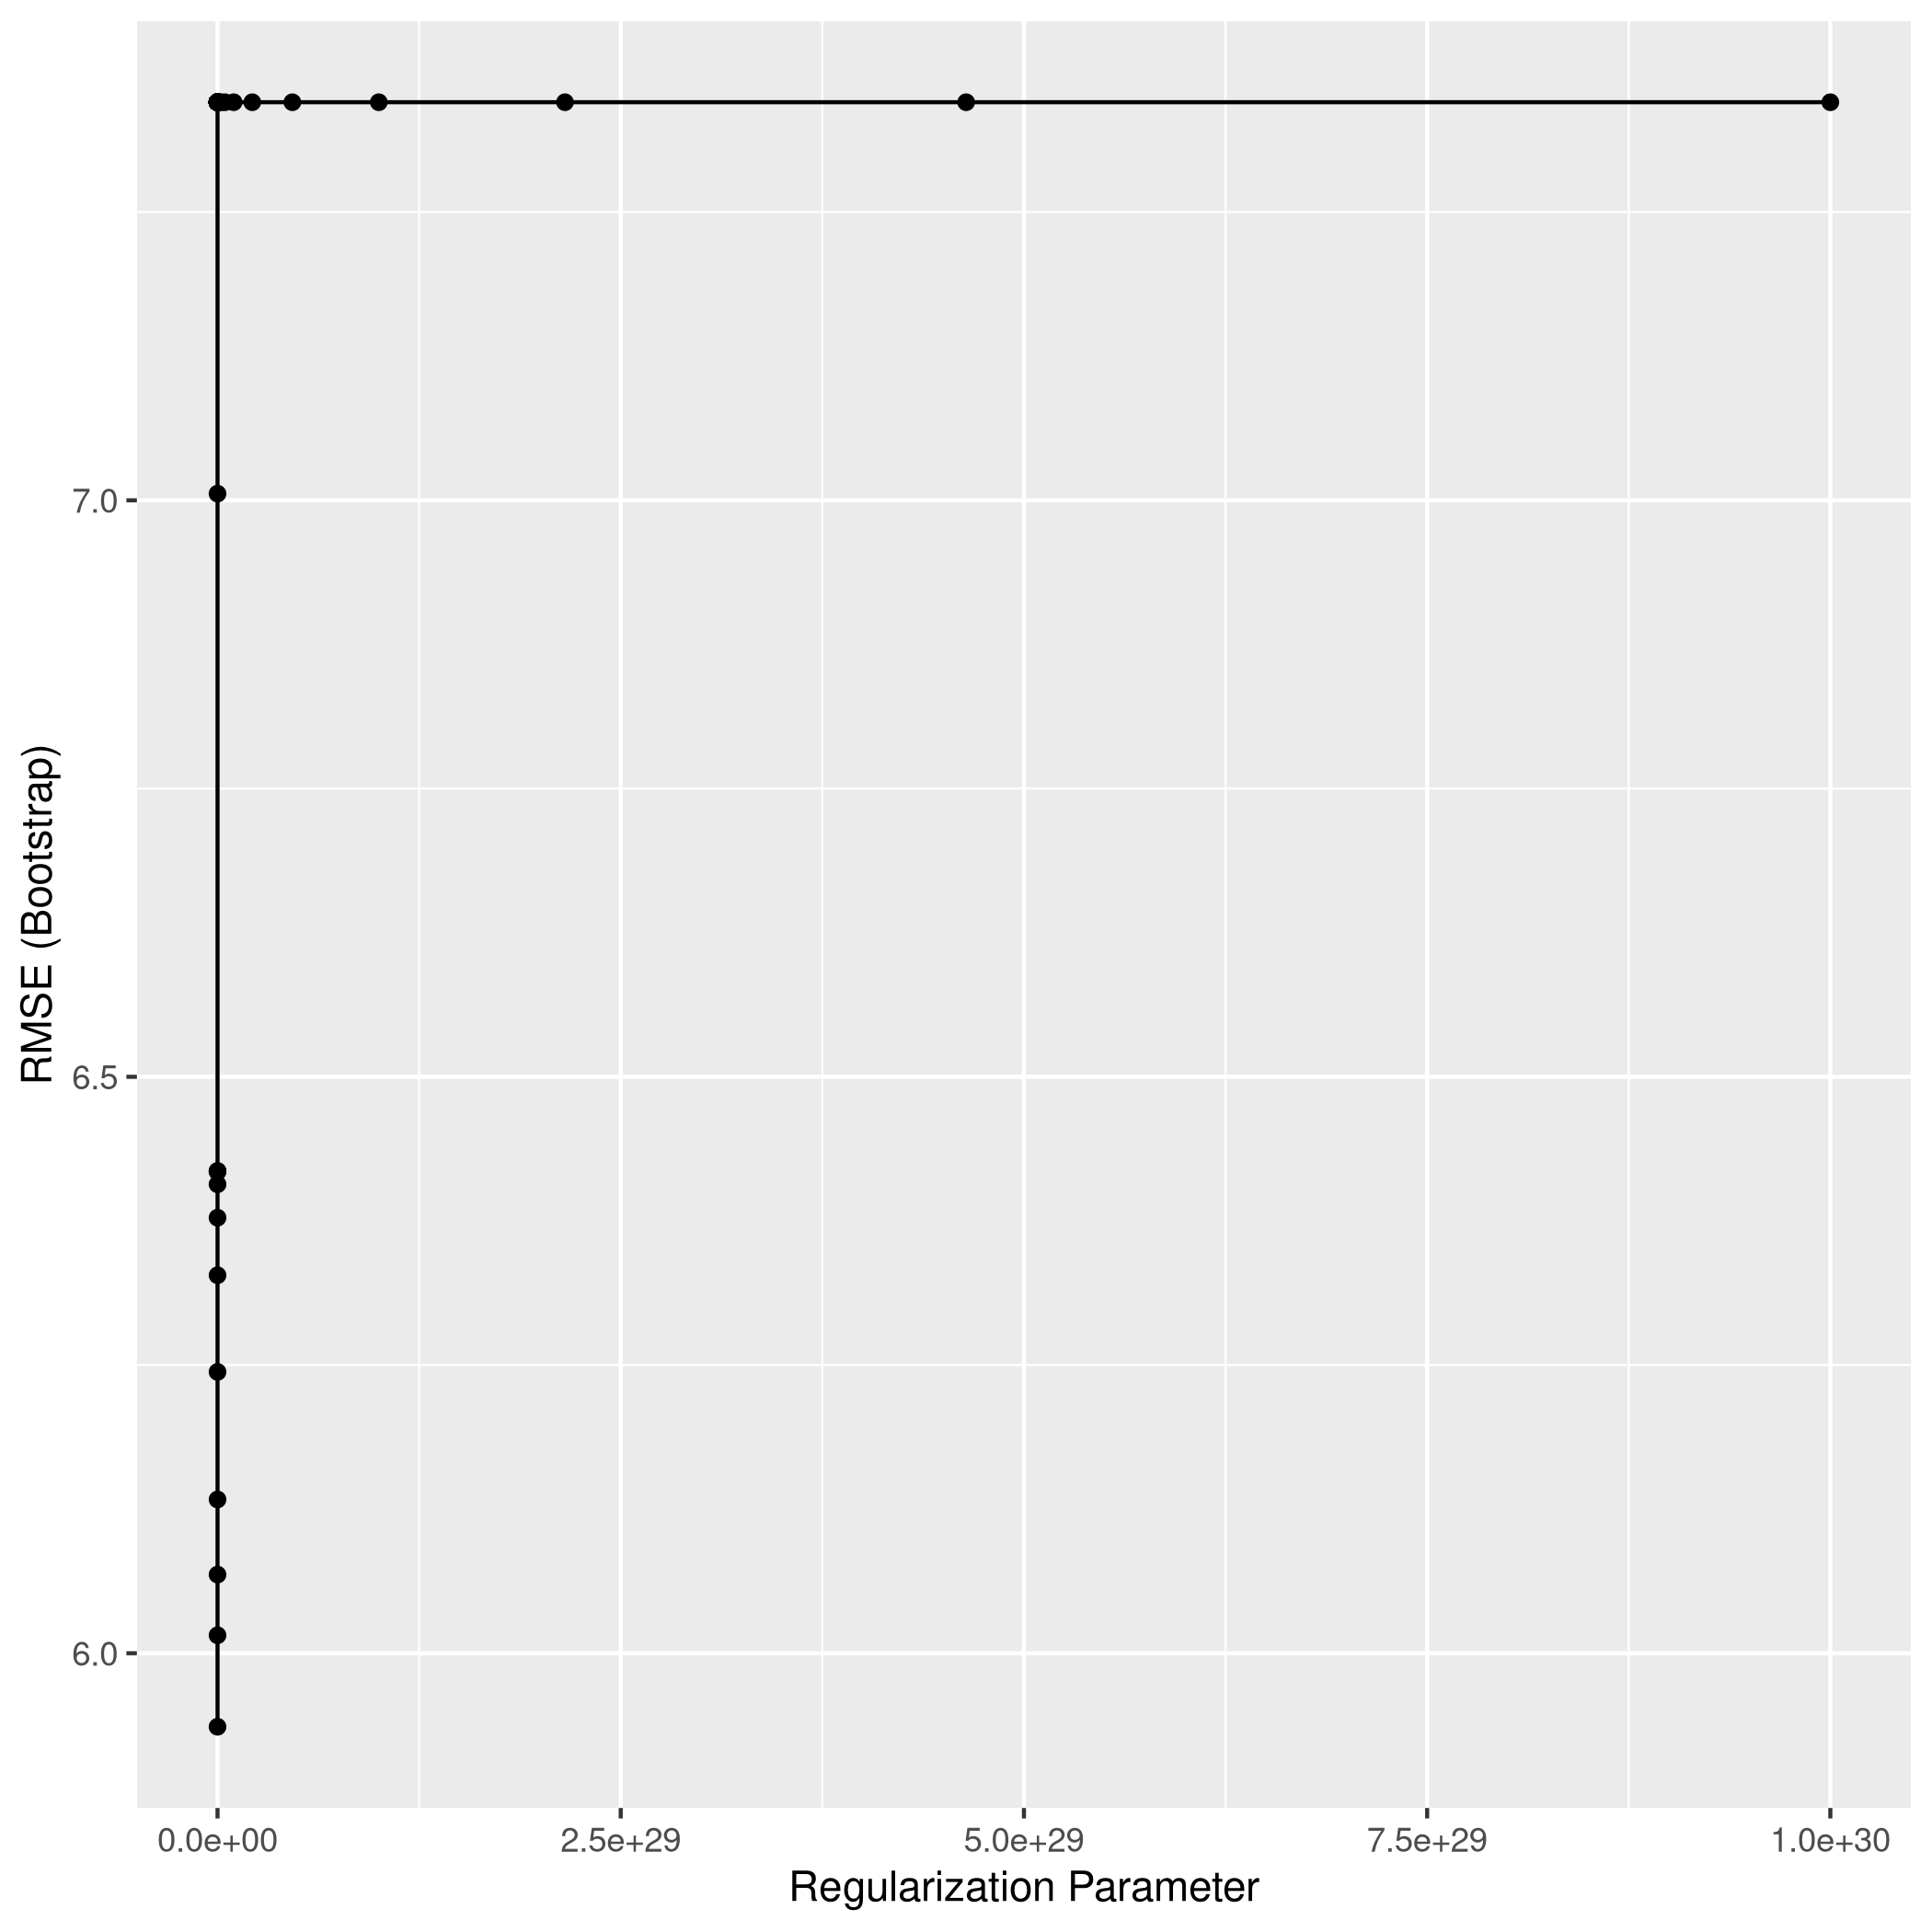 RMSE (Bootstrap)
7.0
6.5
6.0
0.0e+00 2.5e+29 5.0e+29 7.5e+29 1.0e+30
Regularization Parameter